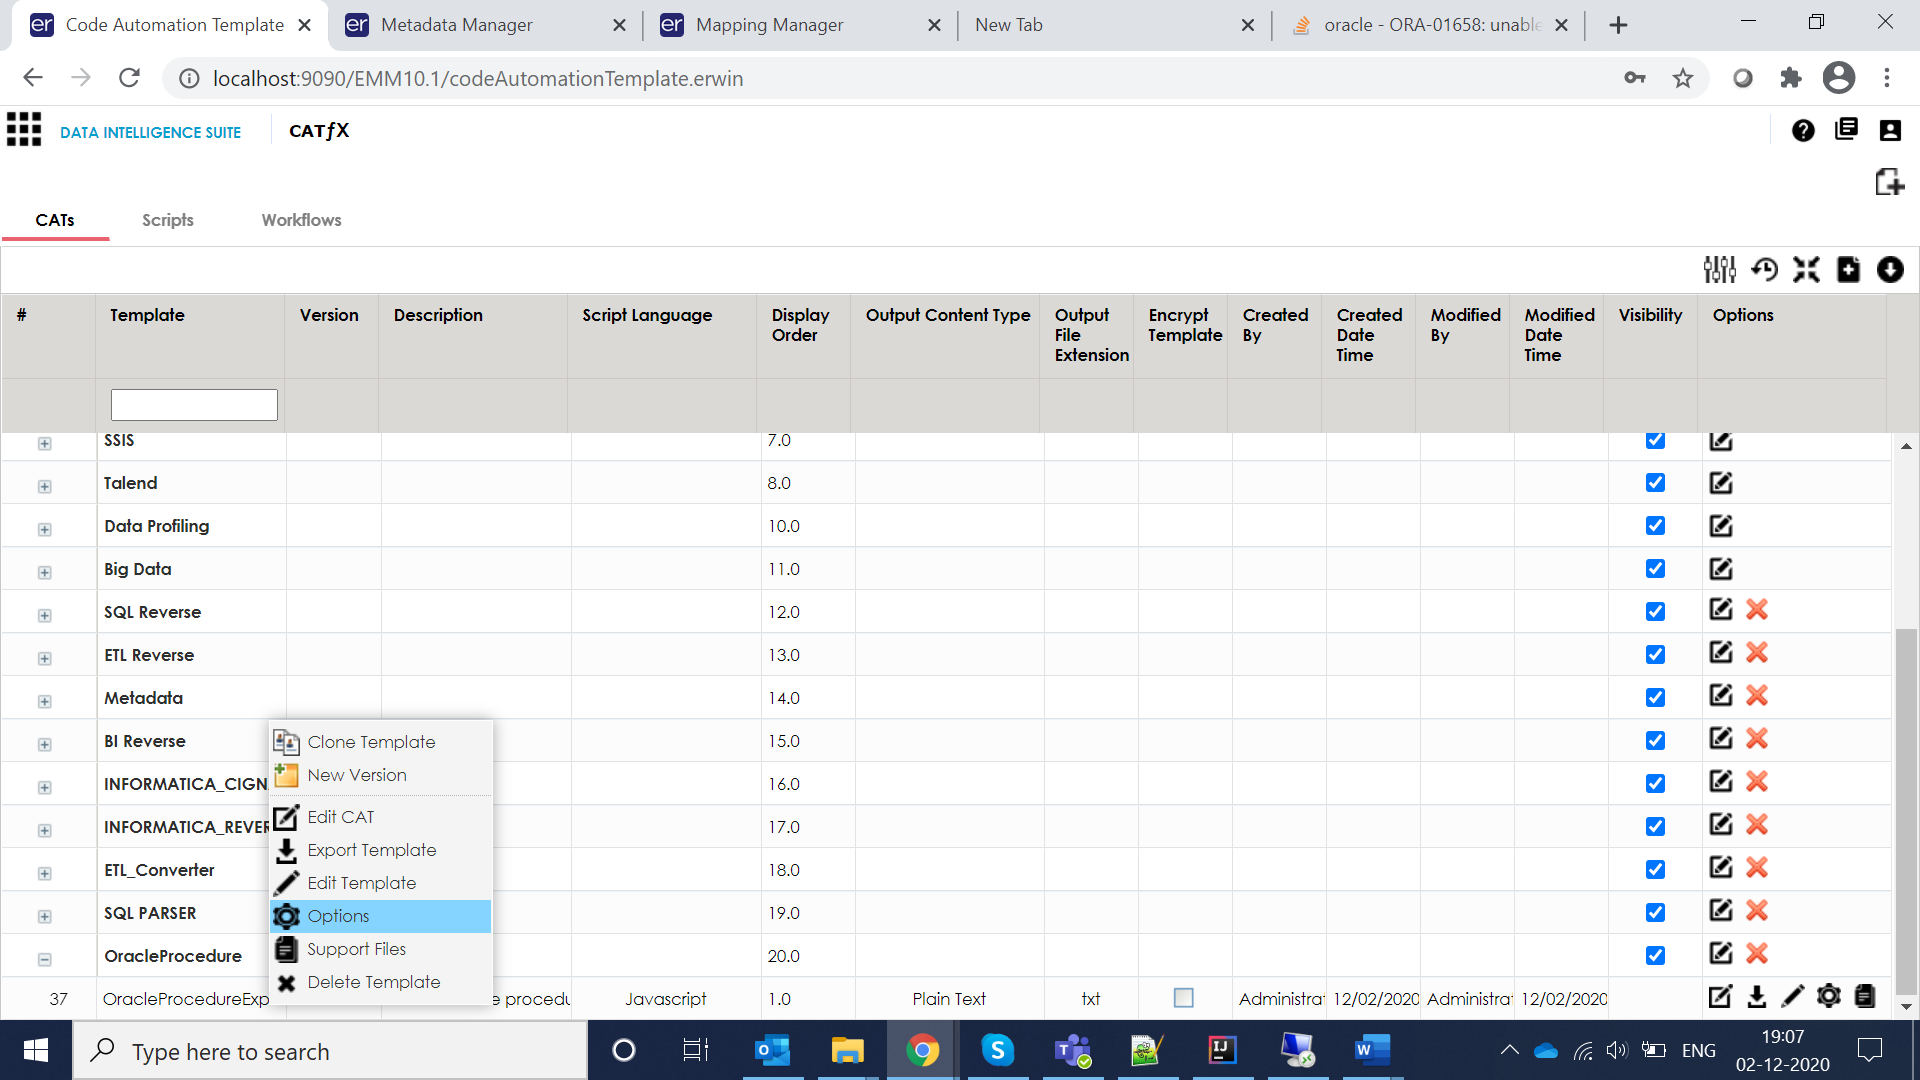 er Code Automation Template
er Metadata Manager
er Mapping Manager
New Tab
oracle - ORA-01658: unable
localhost:9090/EMM10.1/codeAutomationTemplate.erwin
DATA INTELLIGENCE SUITE
CATƒX
CATs Scripts Workflows
# Template Version Description Script Language Display Order Output Content Type Output File Extension Encrypt Template Created By Created Date Time Modified By Modified Date Time Visibility Options
SSIS 7.0
Talend 8.0
Data Profiling 10.0
Big Data 11.0
SQL Reverse 12.0
ETL Reverse 13.0
Metadata 14.0
BI Reverse 15.0
INFORMATICA_CIGN 16.0
INFORMATICA_REVER 17.0
ETL_Converter 18.0
SQL PARSER 19.0
OracleProcedure 20.0
37 OracleProcedureExp e procedu Javascript 1.0 Plain Text txt Administrat 12/02/2020 Administrat 12/02/2020
Clone Template
New Version
Edit CAT
Export Template
Edit Template
Options
Support Files
Delete Template
Type here to search
ENG
19:07
02-12-2020